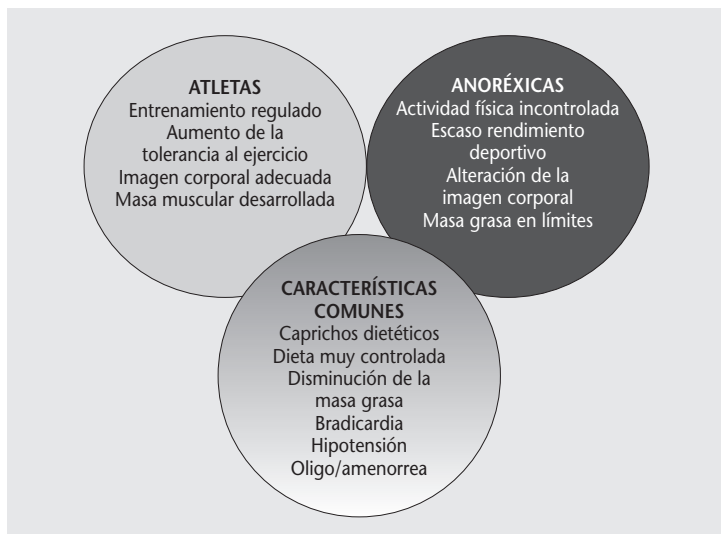 ATLETAS
Entrenamiento regulado
Aumento de la
tolerancia al ejercicio
Imagen corporal adecuada
Masa muscular desarrollada
ANORÉXICAS
Actividad física incontrolada
Escaso rendimiento
deportivo
Alteración de la
imagen corporal
Masa grasa en límites
CARACTERÍSTICAS
COMUNES
Caprichos dietéticos
Dieta muy controlada
Disminución de la
masa grasa
Bradicardia
Hipotensión
Oligo/amenorrea